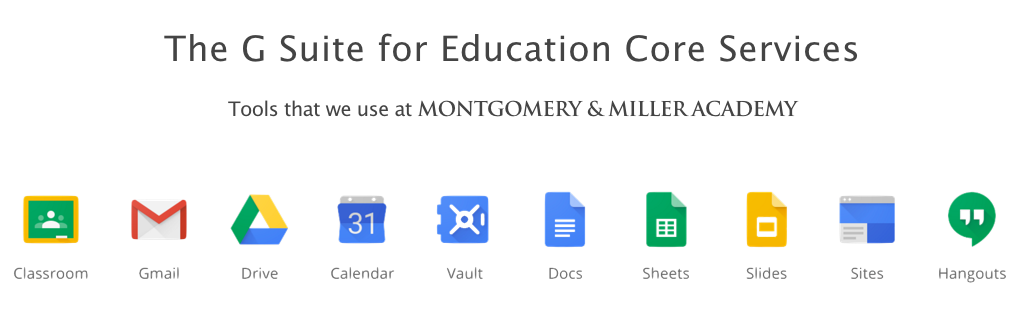 The G Suite for Education Core Services
Tools that we use at MONTGOMERY & MILLER ACADEMY
31
Classroom Gmail Drive Calendar Vault Docs Sheets Slides Sites Hangouts